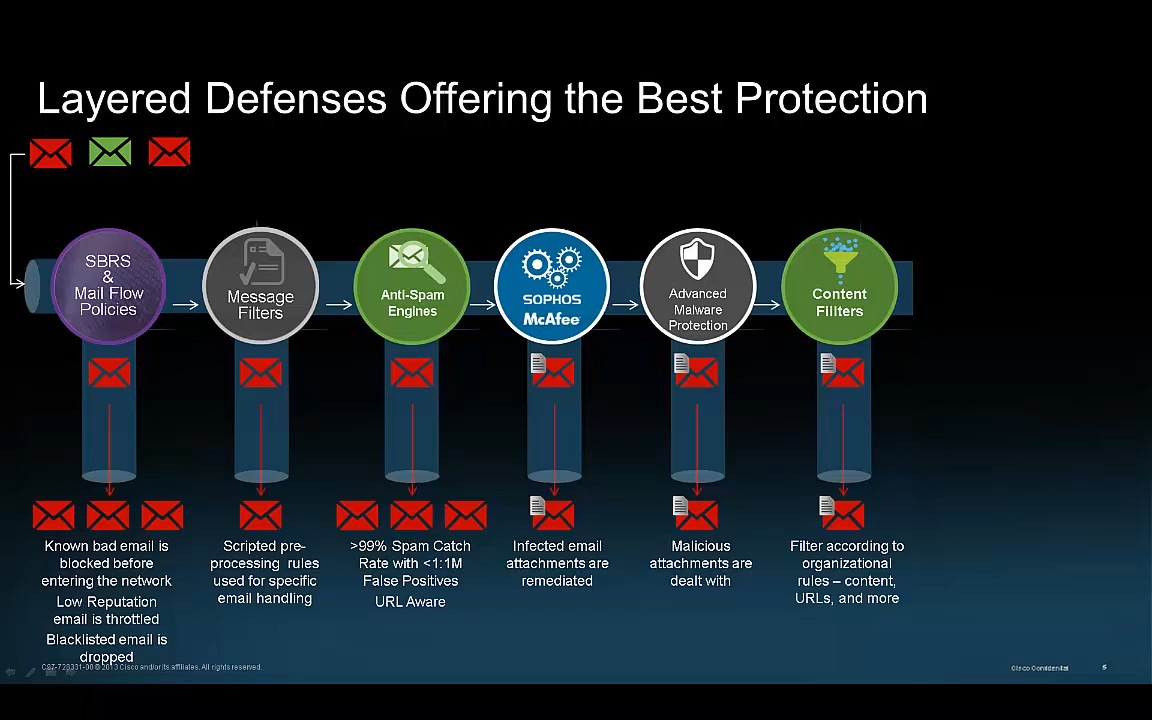 Layered Defenses Offering the Best Protection
SBRS
&
Mail Flow
Policies
Message
Filters
Anti-Spam
Engines
SOPHOS
McAfee
Advanced
Malware
Protection
Content
Fillters
Known bad email is
blocked before
entering the network
Low Reputation
email is throttled
Blacklisted email is
dropped
Scripted pre-
processing rules
used for specific
email handling
>99% Spam Catch
Rate with <1:1M
False Positives
URL Aware
Infected email
attachments are
remediated
Malicious
attachments are
dealt with
Filter according to
organizational
rules – content,
URLs, and more
© 2013 Cisco and/or its affiliates. All rights reserved.
Cisco Confidential